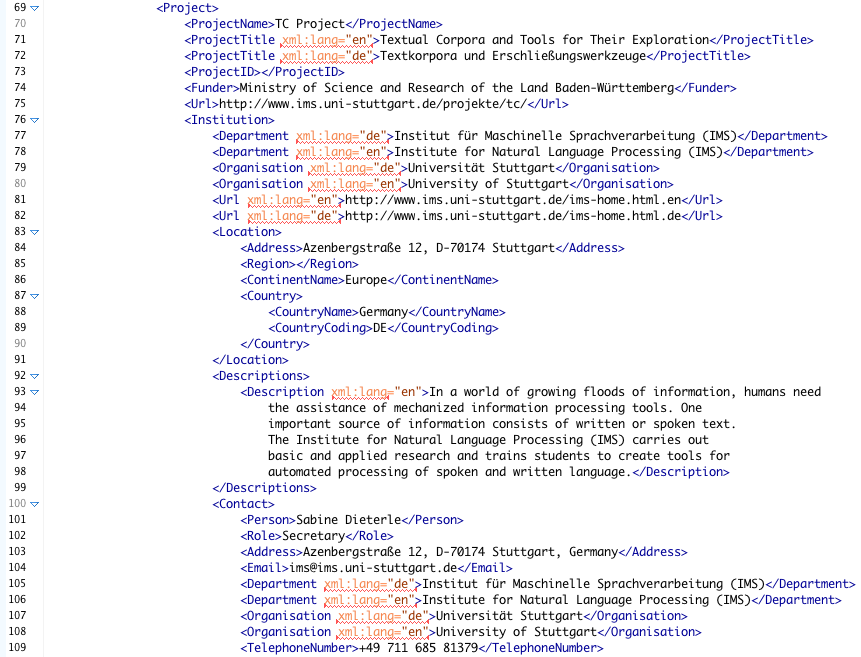 69 <Project>
70 <ProjectName>TC Project</ProjectName>
71 <ProjectTitle xml:lang="en">Textual Corpora and Tools for Their Exploration</ProjectTitle>
72 <ProjectTitle xml:lang="de">Textkorpora und Erschließungswerkzeuge</ProjectTitle>
73 <ProjectID></ProjectID>
74 <Funder>Ministry of Science and Research of the Land Baden-Württemberg</Funder>
75 <Url>http://www.ims.uni-stuttgart.de/projekte/tc/</Url>
76 <Institution>
77 <Department xml:lang="de">Institut für Maschinelle Sprachverarbeitung (IMS)</Department>
78 <Department xml:lang="en">Institute for Natural Language Processing (IMS)</Department>
79 <Organisation xml:lang="de">Universität Stuttgart</Organisation>
80 <Organisation xml:lang="en">University of Stuttgart</Organisation>
81 <Url xml:lang="en">http://www.ims.uni-stuttgart.de/ims-home.html.en</Url>
82 <Url xml:lang="de">http://www.ims.uni-stuttgart.de/ims-home.html.de</Url>
83 <Location>
84 <Address>Azenbergstraße 12, D-70174 Stuttgart</Address>
85 <Region></Region>
86 <ContinentName>Europe</ContinentName>
87 <Country>
88 <CountryName>Germany</CountryName>
89 <CountryCoding>DE</CountryCoding>
90 </Country>
91 </Location>
92 <Descriptions>
93 <Description xml:lang="en">In a world of growing floods of information, humans need
94 the assistance of mechanized information processing tools. One
95 important source of information consists of written or spoken text.
96 The Institute for Natural Language Processing (IMS) carries out
97 basic and applied research and trains students to create tools for
98 automated processing of spoken and written language.</Description>
99 </Descriptions>
100 <Contact>
101 <Person>Sabine Dieterle</Person>
102 <Role>Secretary</Role>
103 <Address>Azenbergstraße 12, D-70174 Stuttgart, Germany</Address>
104 <Email>ims@ims.uni-stuttgart.de</Email>
105 <Department xml:lang="de">Institut für Maschinelle Sprachverarbeitung (IMS)</Department>
106 <Department xml:lang="en">Institute for Natural Language Processing (IMS)</Department>
107 <Organisation xml:lang="de">Universität Stuttgart</Organisation>
108 <Organisation xml:lang="en">University of Stuttgart</Organisation>
109 <TelephoneNumber>+49 711 685 81379</TelephoneNumber>